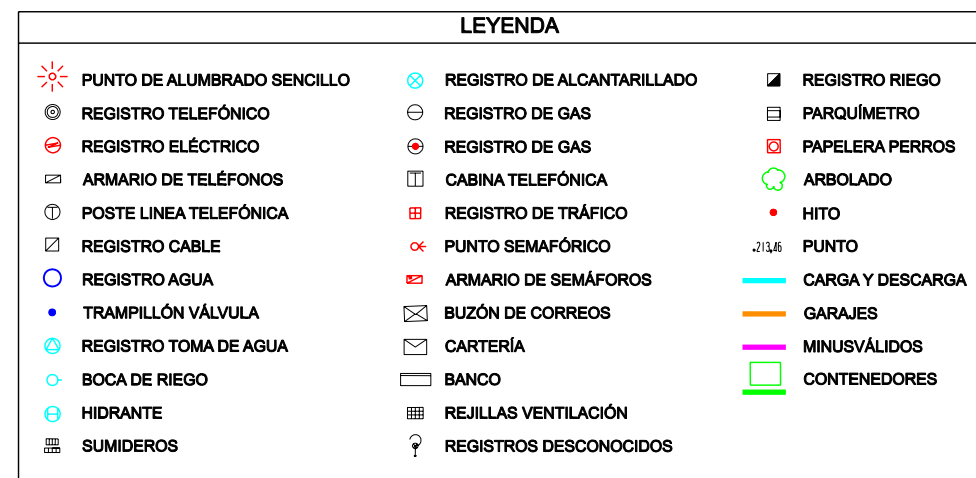 LEYENDA
PUNTO DE ALUMBRADO SENCILLO
REGISTRO TELEFÓNICO
REGISTRO ELÉCTRICO
ARMARIO DE TELÉFONOS
POSTE LINEA TELEFÓNICA
REGISTRO CABLE
REGISTRO AGUA
TRAMPILLÓN VÁLVULA
REGISTRO TOMA DE AGUA
BOCA DE RIEGO
HIDRANTE
SUMIDEROS
REGISTRO DE ALCANTARILLADO
REGISTRO DE GAS
REGISTRO DE GAS
CABINA TELEFÓNICA
REGISTRO DE TRÁFICO
PUNTO SEMAFÓRICO
ARMARIO DE SEMÁFOROS
BUZÓN DE CORREOS
CARTERÍA
BANCO
REJILLAS VENTILACIÓN
REGISTROS DESCONOCIDOS
REGISTRO RIEGO
PARQUÍMETRO
PAPELERA PERROS
ARBOLADO
HITO
213,46 PUNTO
CARGA Y DESCARGA
GARAJES
MINUSVÁLIDOS
CONTENEDORES